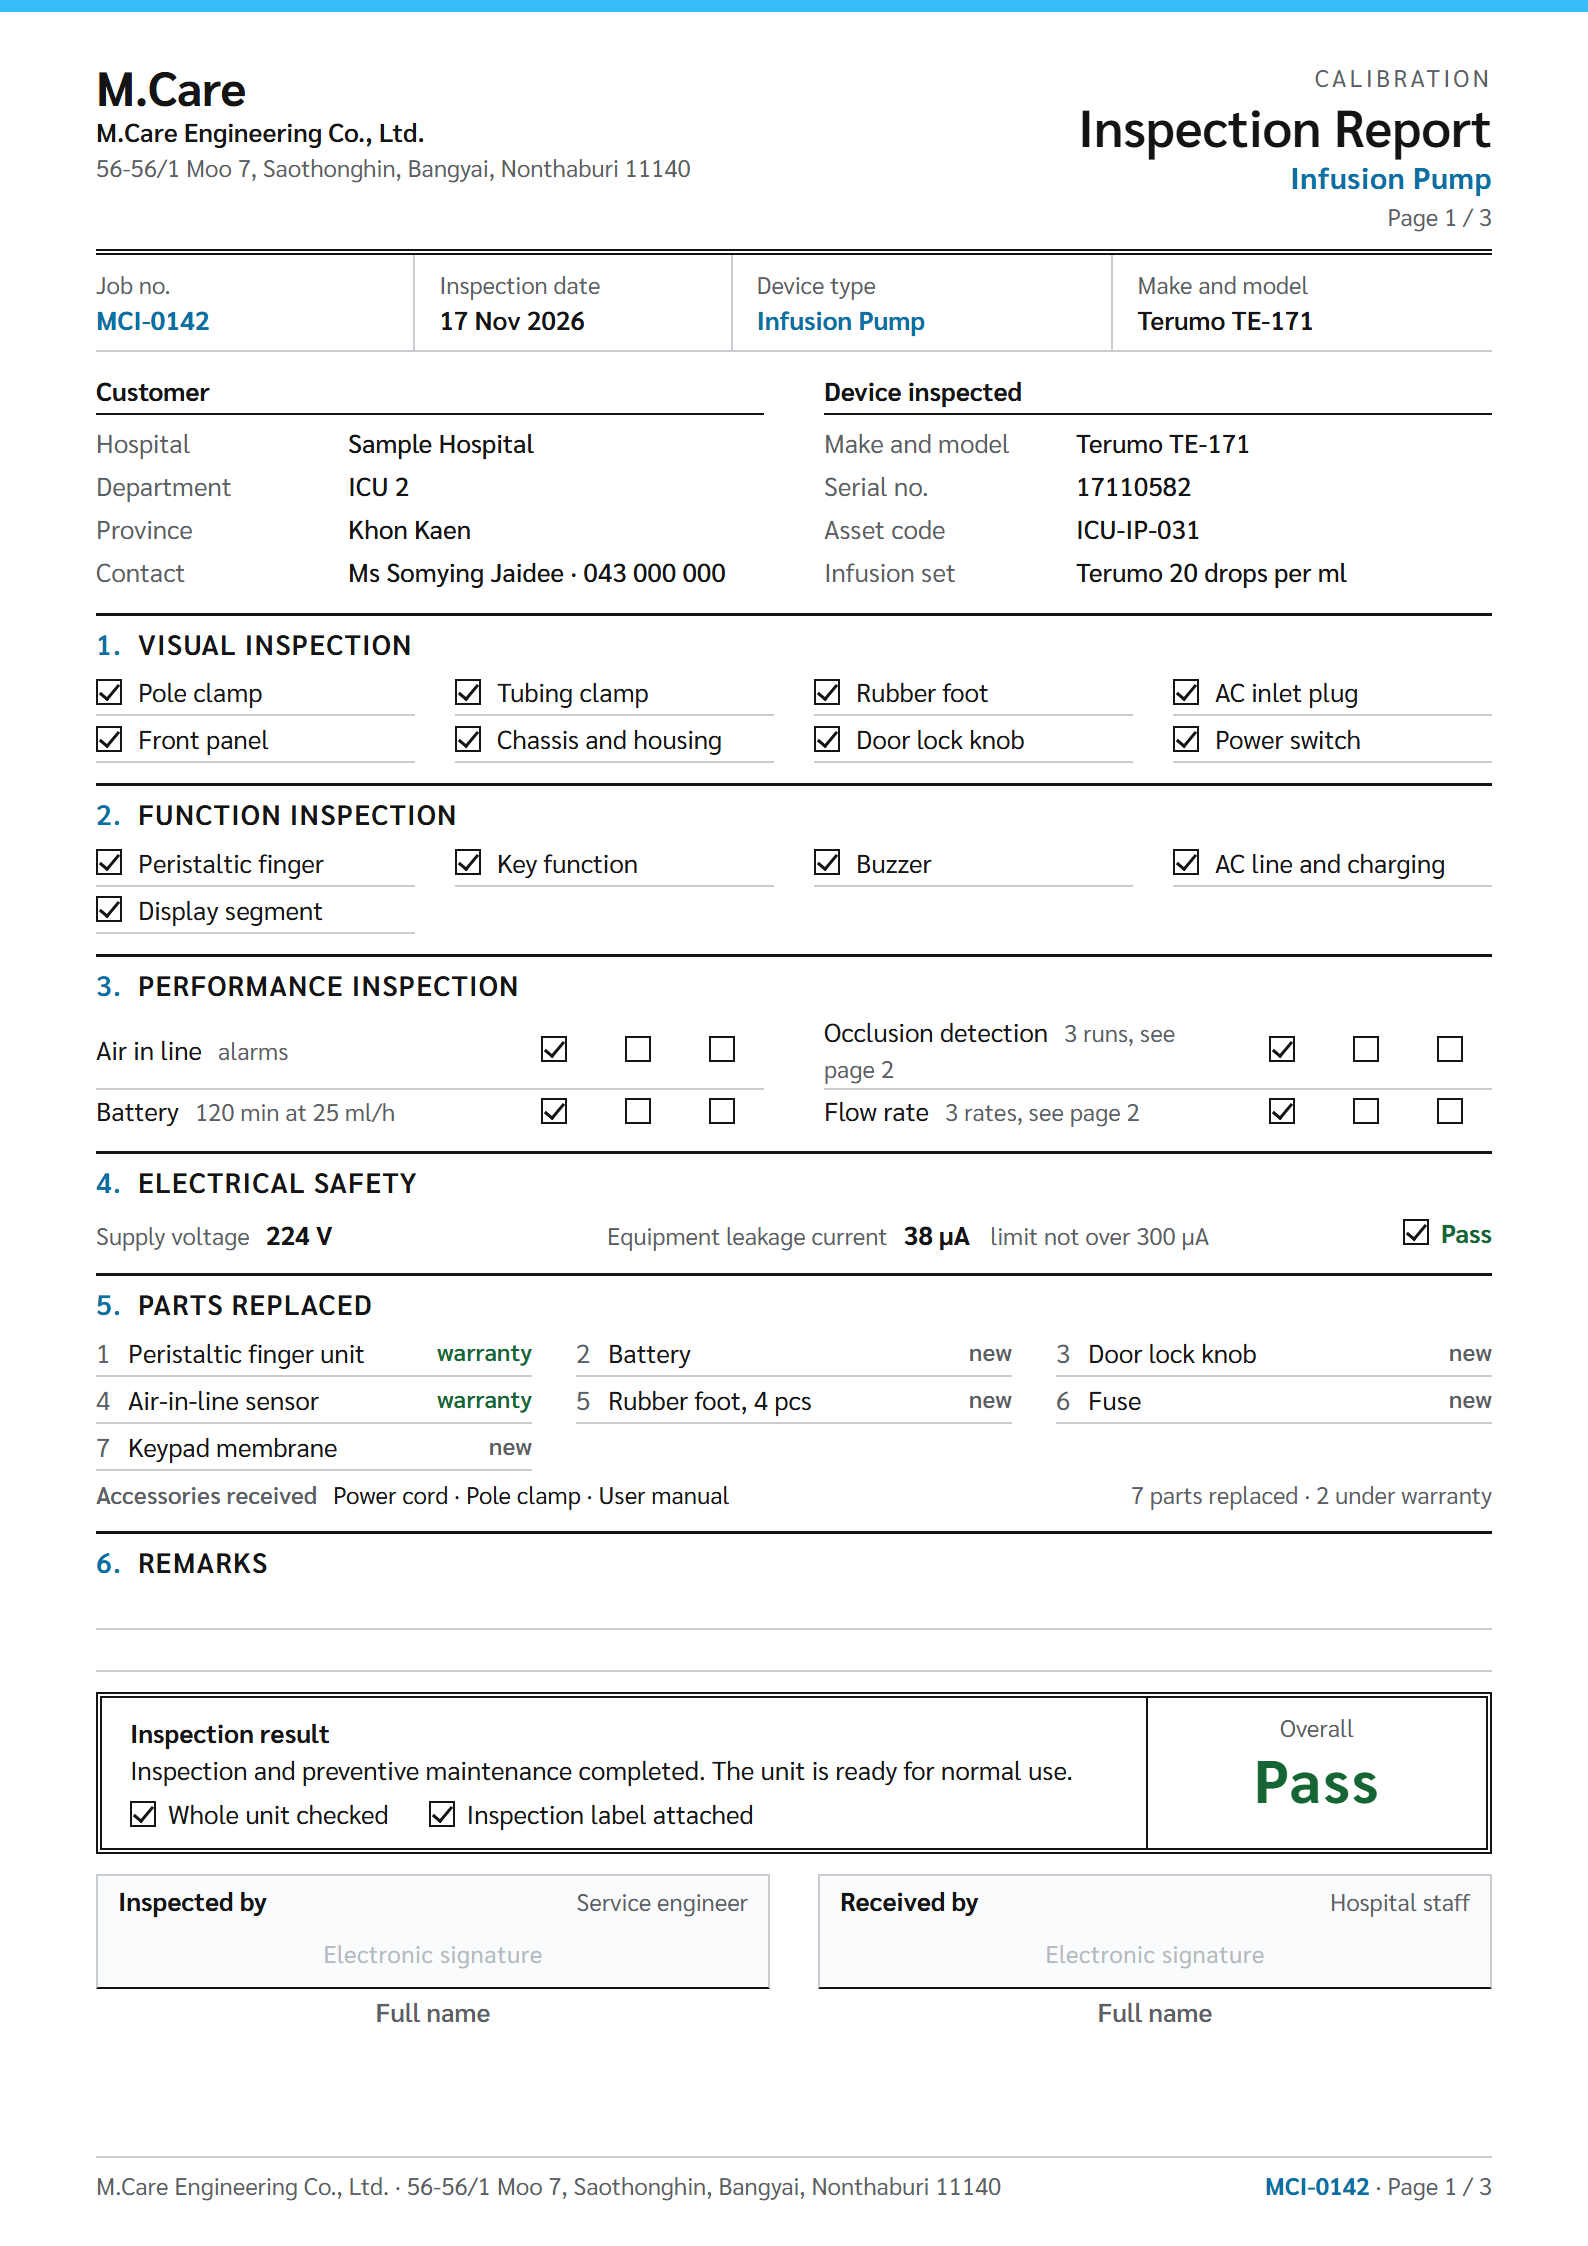 M.Care
M.Care Engineering Co., Ltd.
56-56/1 Moo 7, Saothonghin, Bangyai, Nonthaburi 11140
CALIBRATION
Inspection Report
Infusion Pump
Page 1 / 3
Job no.
MCI-0142
Inspection date
17 Nov 2026
Device type
Infusion Pump
Make and model
Terumo TE-171
Customer
Hospital Sample Hospital
Department ICU 2
Province Khon Kaen
Contact Ms Somying Jaidee · 043 000 000
Device inspected
Make and model Terumo TE-171
Serial no. 17110582
Asset code ICU-IP-031
Infusion set Terumo 20 drops per ml
1. VISUAL INSPECTION
Pole clamp Tubing clamp Rubber foot AC inlet plug
Front panel Chassis and housing Door lock knob Power switch
2. FUNCTION INSPECTION
Peristaltic finger Key function Buzzer AC line and charging
Display segment
3. PERFORMANCE INSPECTION
Air in line alarms
Occlusion detection 3 runs, see
page 2
Battery 120 min at 25 ml/h
Flow rate 3 rates, see page 2
4. ELECTRICAL SAFETY
Supply voltage 224 V Equipment leakage current 38 µA limit not over 300 µA Pass
5. PARTS REPLACED
1 Peristaltic finger unit warranty 2 Battery new 3 Door lock knob new
4 Air-in-line sensor warranty 5 Rubber foot, 4 pcs new 6 Fuse new
7 Keypad membrane new
Accessories received Power cord · Pole clamp · User manual 7 parts replaced · 2 under warranty
6. REMARKS
Inspection result
Inspection and preventive maintenance completed. The unit is ready for normal use.
Whole unit checked Inspection label attached
Overall
Pass
Inspected by Service engineer
Electronic signature
Full name
Received by Hospital staff
Electronic signature
Full name
M.Care Engineering Co., Ltd. · 56-56/1 Moo 7, Saothonghin, Bangyai, Nonthaburi 11140 MCI-0142 · Page 1 / 3